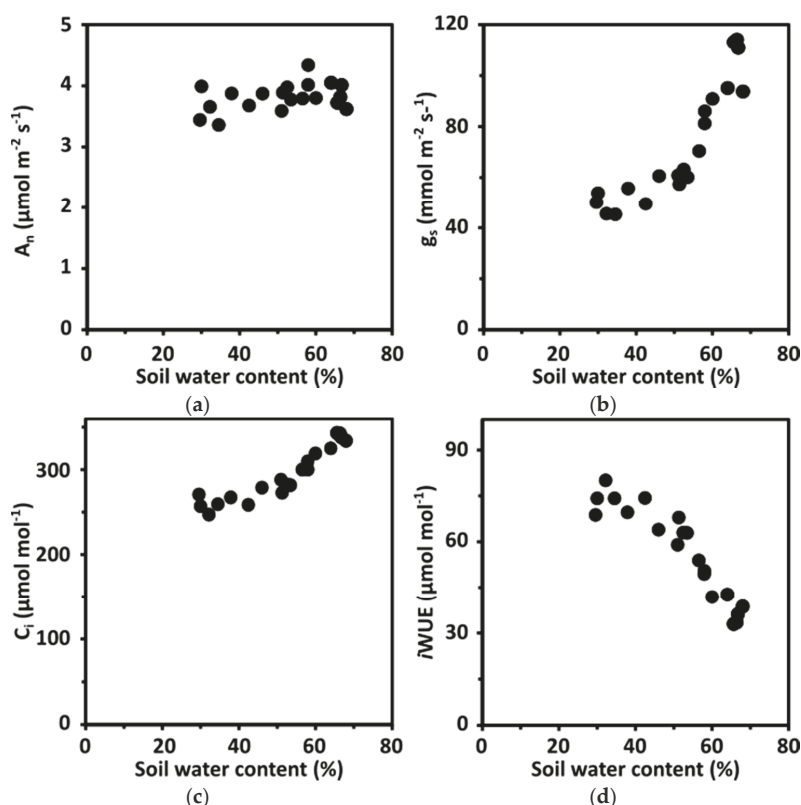 5
4
3
2
1
0
Aₙ (µmol m⁻² s⁻¹)
0 20 40 60 80
Soil water content (%)
(a)
120
80
40
0
gₛ (mmol m⁻² s-¹)
0 20 40 60 80
Soil water content (%)
(b)
300
200
100
0
Cᵢ (µmol mol⁻¹)
0 20 40 60 80
Soil water content (%)
(c)
90
60
30
0
iWUE (µmol mol⁻¹)
0 20 40 60 80
Soil water content (%)
(d)